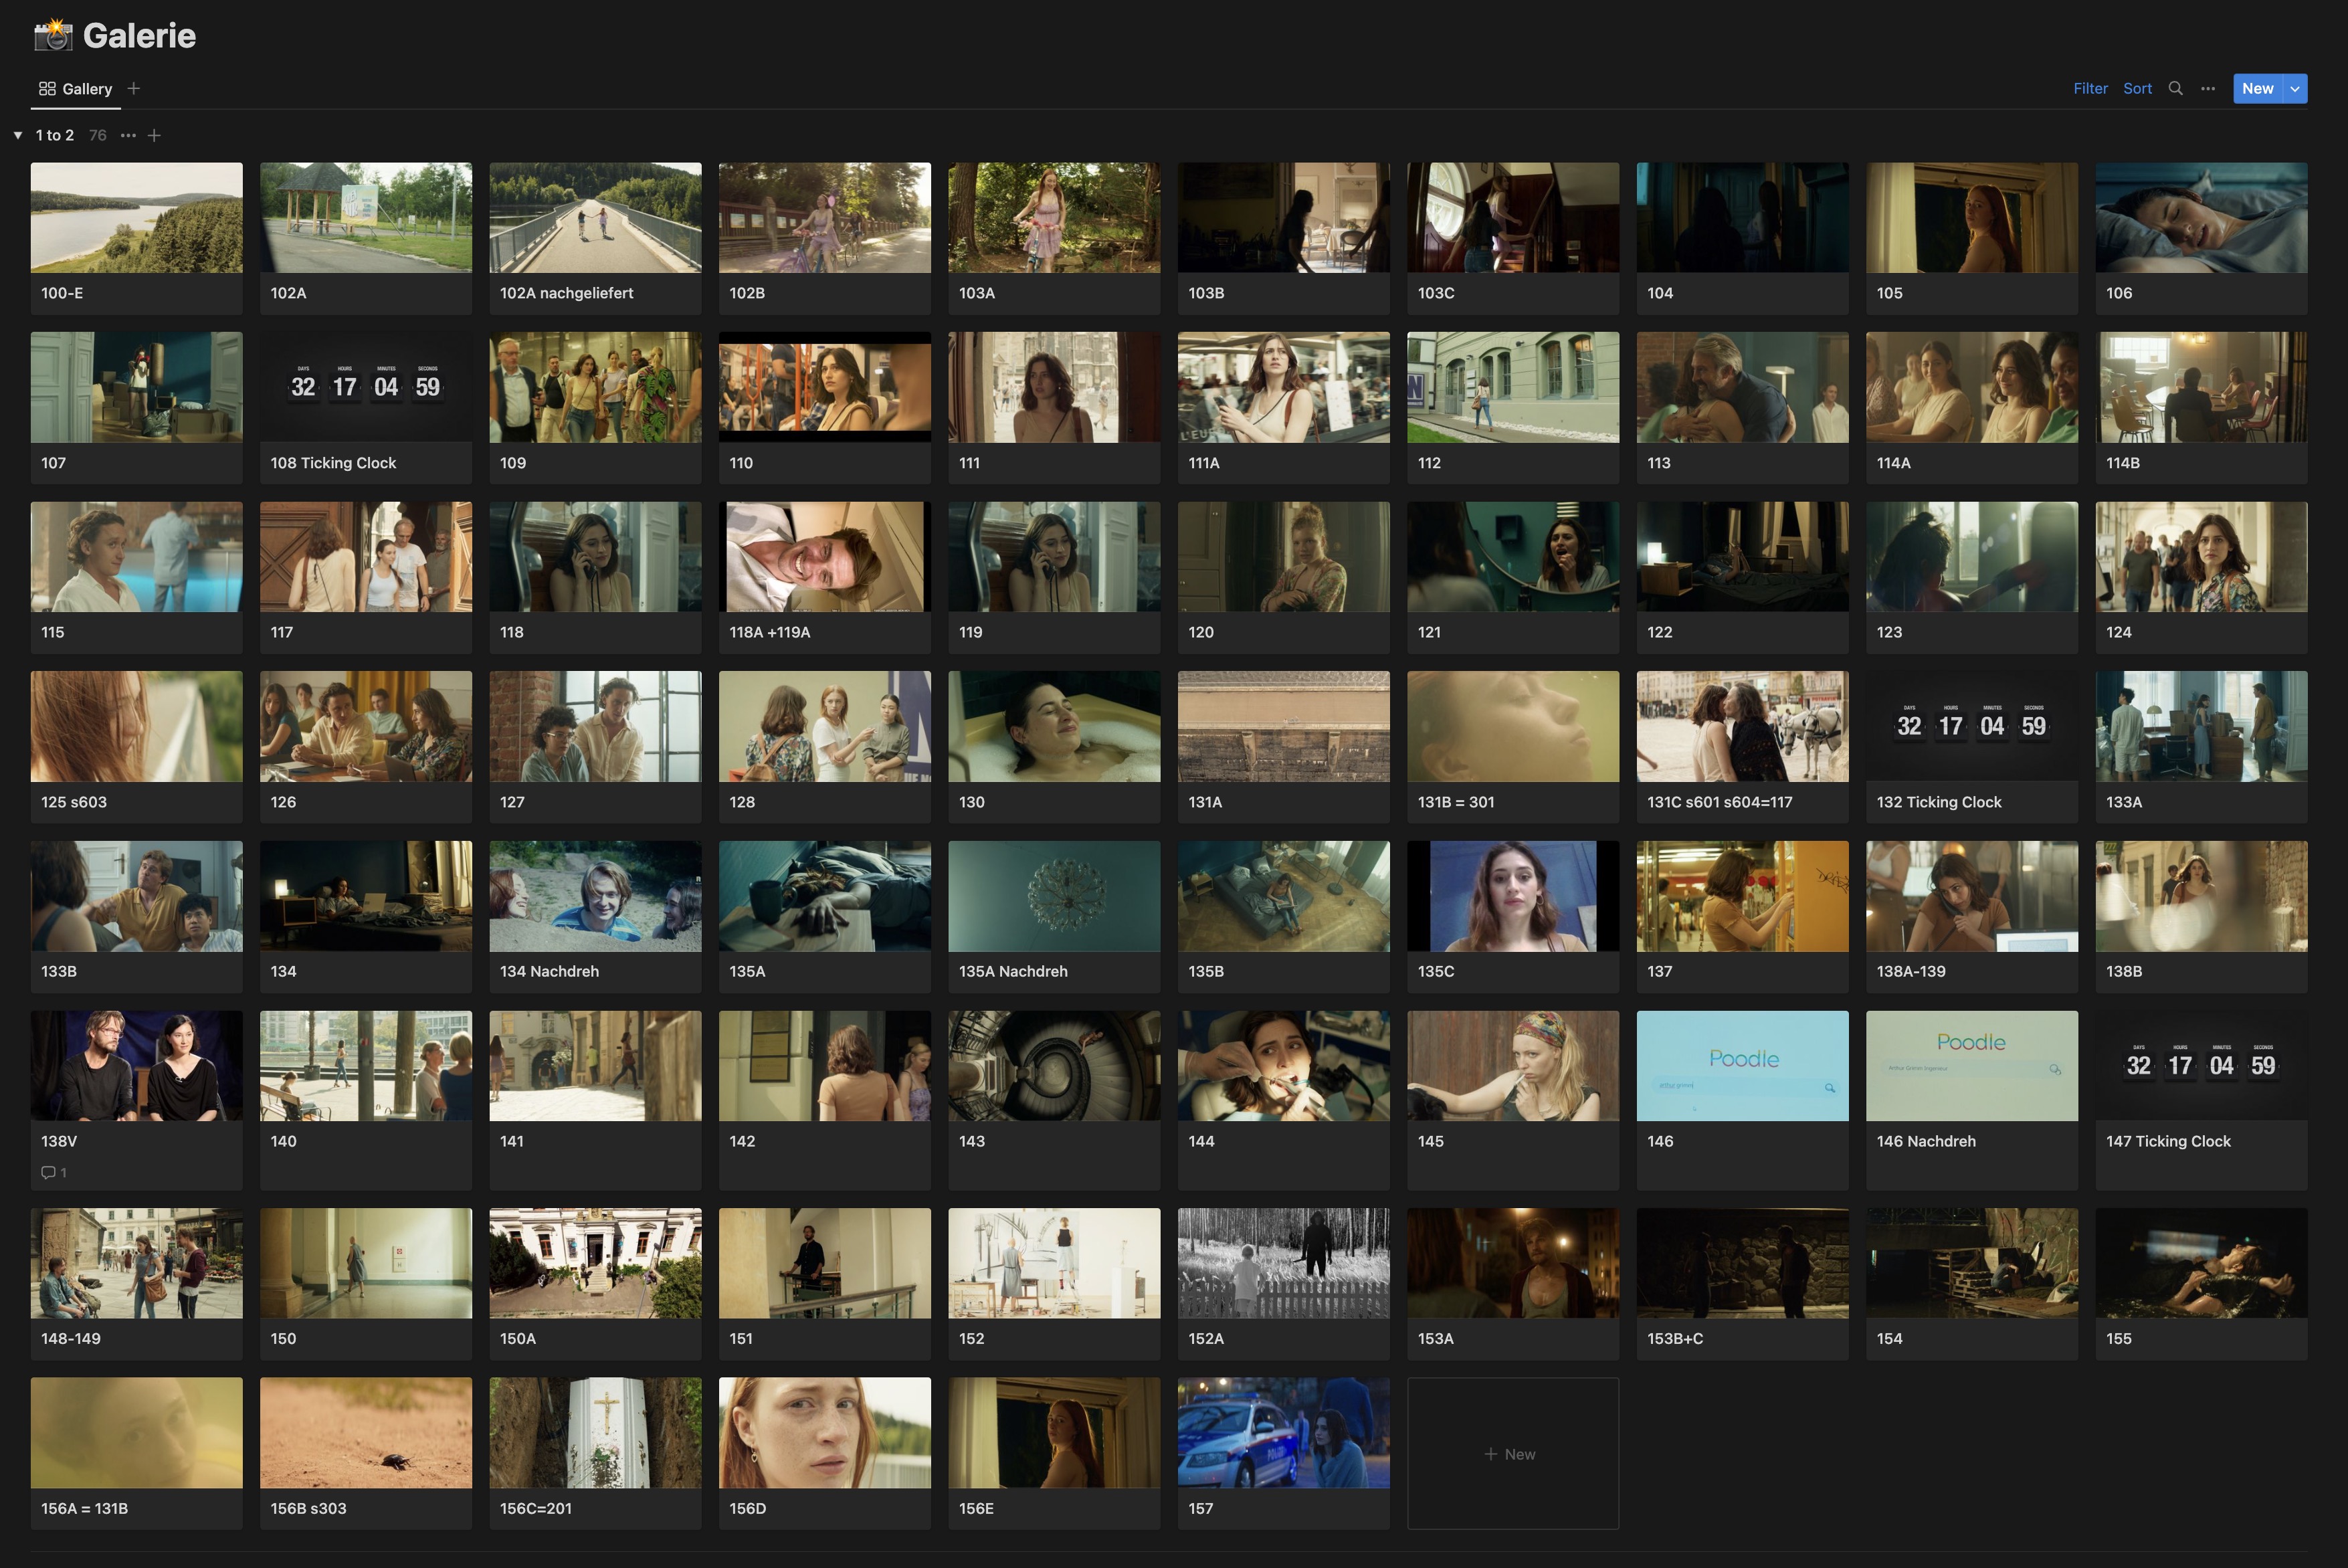 Galerie
Gallery
Filter Sort New
1 to 2 76
100-E
102A
102A nachgeliefert
102B
103A
103B
103C
104
105
106
DAYS HOURS MINUTES SECONDS
32 17 04 59
L'EU
107
108 Ticking Clock
109
110
111
111A
112
113
114A
114B
115
117
118
118A +119A
119
120
121
122
123
124
DAYS HOURS MINUTES SECONDS
32 17 04 59
125 s603
126
127
128
130
131A
131B = 301
131C s601 s604=117
132 Ticking Clock
133A
133B
134
134 Nachdreh
135A
135A Nachdreh
135B
135C
137
138A-139
138B
Poodle
Poodle
Arthur Grimm Ingenieur
DAYS HOURS MINUTES SECONDS
32 17 04 59
138V
140
141
142
143
144
145
146
146 Nachdreh
147 Ticking Clock
1
148-149
150
150A
151
152
152A
153A
153B+C
154
155
POLIZEI
156A = 131B
156B s303
156C=201
156D
156E
157
New